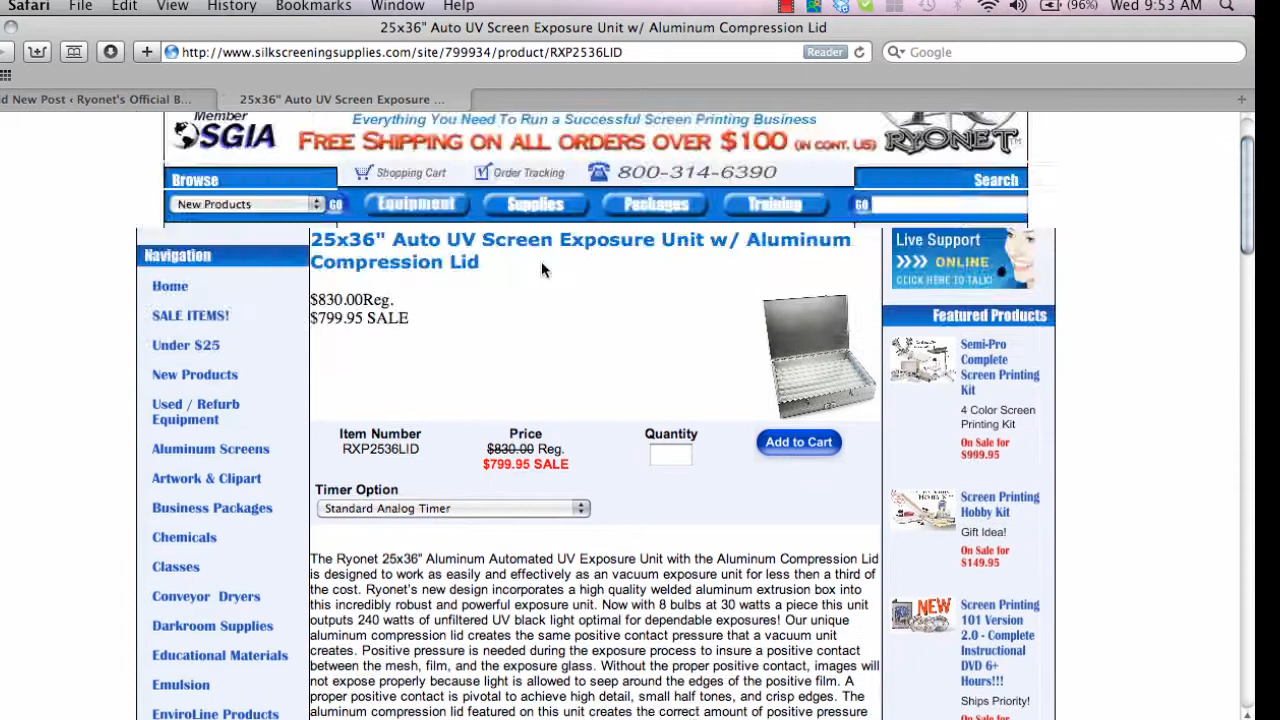 Safari File Edit View History Bookmarks Window Help (96%) Wed 9:53 AM
25x36" Auto UV Screen Exposure Unit w/ Aluminum Compression Lid
http://www.silkscreeningsupplies.com/site/799934/product/RXP2536LID Reader Google
d New Post ‹ Ryonet's Official B... 25x36" Auto UV Screen Exposure ...
Member
SGIA
Everything You Need To Run a Successful Screen Printing Business
FREE SHIPPING ON ALL ORDERS OVER $100 (IN CONT. US)
RYONET
Shopping Cart Order Tracking 800-314-6390
Browse Search
New Products GO Equipment Supplies Packages Training GO
Navigation
Home
SALE ITEMS!
Under $25
New Products
Used / Refurb
Equipment
Aluminum Screens
Artwork & Clipart
Business Packages
Chemicals
Classes
Conveyor Dryers
Darkroom Supplies
Educational Materials
Emulsion
EnviroLine Products
25x36" Auto UV Screen Exposure Unit w/ Aluminum
Compression Lid
$830.00Reg.
$799.95 SALE
Item Number Price Quantity
RXP2536LID $830.00 Reg.
$799.95 SALE
Add to Cart
Timer Option
Standard Analog Timer
The Ryonet 25x36" Aluminum Automated UV Exposure Unit with the Aluminum Compression Lid
is designed to work as easily and effectively as an vacuum exposure unit for less then a third of
the cost. Ryonet's new design incorporates a high quality welded aluminum extrusion box into
this incredibly robust and powerful exposure unit. Now with 8 bulbs at 30 watts a piece this unit
outputs 240 watts of unfiltered UV black light optimal for dependable exposures! Our unique
aluminum compression lid creates the same positive contact pressure that a vacuum unit
creates. Positive pressure is needed during the exposure process to insure a positive contact
between the mesh, film, and the exposure glass. Without the proper positive contact, images will
not expose properly because light is allowed to seep around the edges of the positive film. A
proper positive contact is pivotal to achieve high detail, small half tones, and crisp edges. The
aluminum compression lid featured on this unit creates the correct amount of positive pressure
Live Support
>>>> ONLINE
CLICK HERE TO TALK!
Featured Products
Semi-Pro
Complete
Screen Printing
Kit
4 Color Screen
Printing Kit
On Sale for
$999.95
Screen Printing
Hobby Kit
Gift Idea!
On Sale for
$149.95
NEW
Screen Printing
101 Version
2.0 - Complete
Instructional
DVD 6+
Hours!!!
Ships Priority!
On Sale for